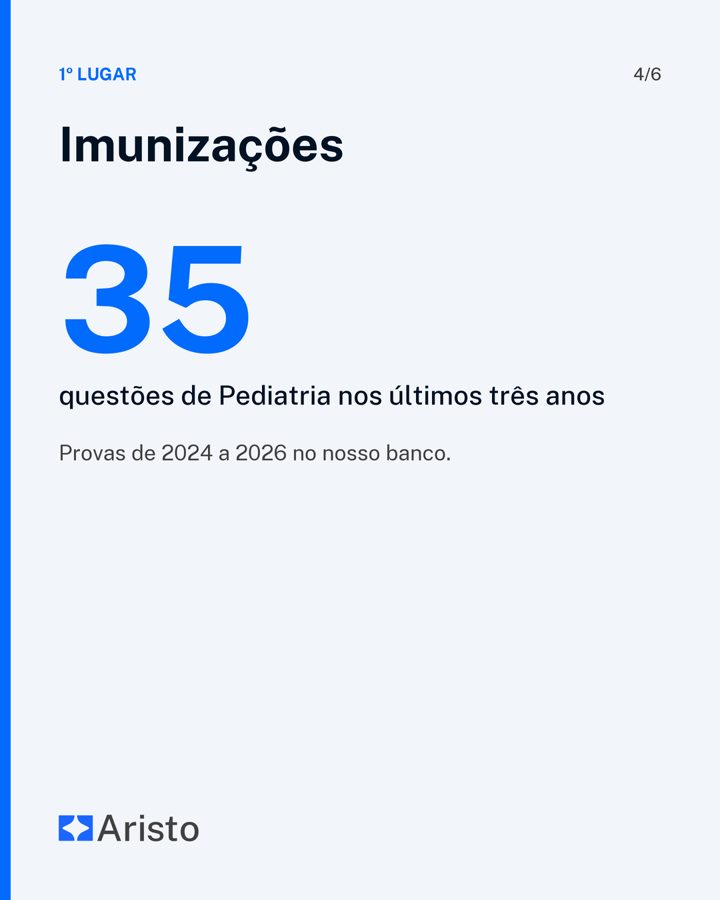 1º LUGAR
4/6
Imunizações
35
questões de Pediatria nos últimos três anos
Provas de 2024 a 2026 no nosso banco.
Aristo